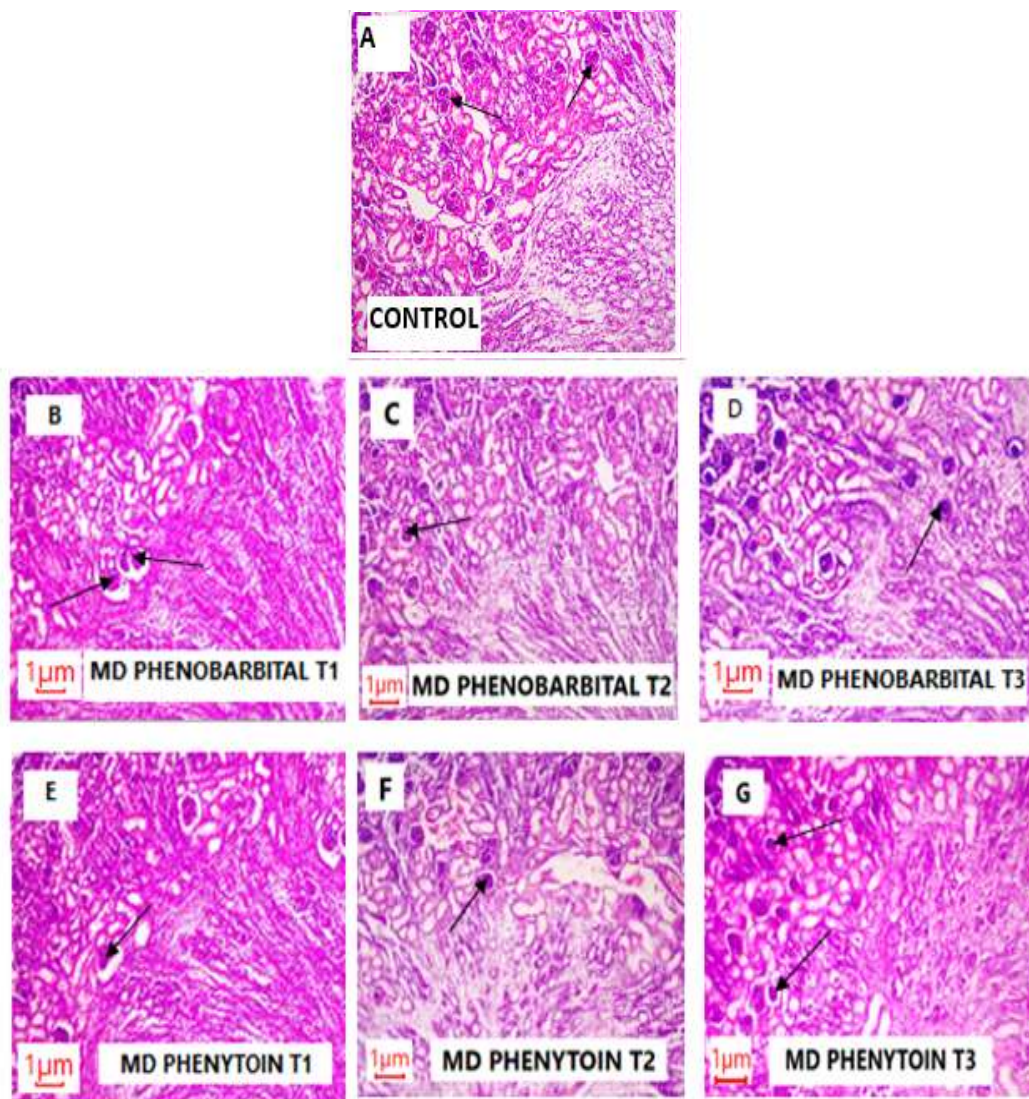 A
CONTROL
B
1µm MD PHENOBARBITAL T1
C
1µm MD PHENOBARBITAL T2
D
1µm MD PHENOBARBITAL T3
E
1µm MD PHENYTOIN T1
F
1µm MD PHENYTOIN T2
G
1µm MD PHENYTOIN T3